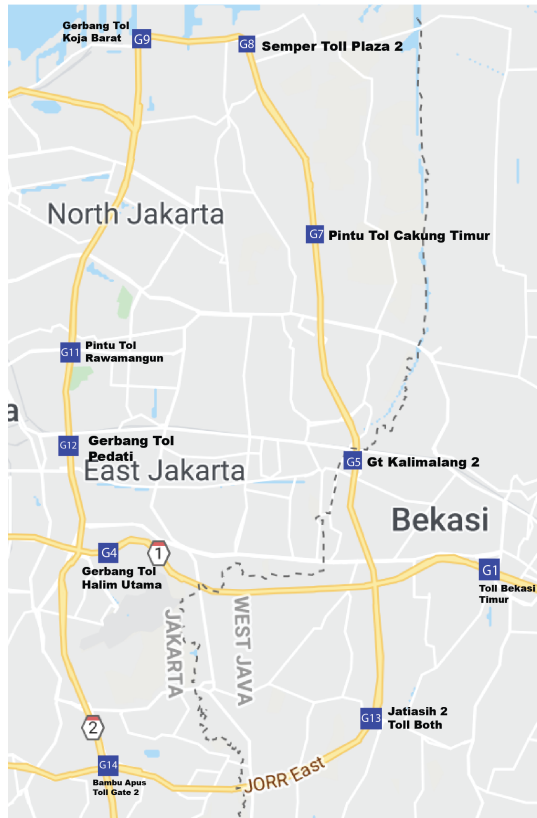 Gerbang Tol
Koja Barat
G9
G8
Semper Toll Plaza 2
North Jakarta
G7
Pintu Tol Cakung Timur
G11
Pintu Tol
Rawamangun
a
G12
Gerbang Tol
Pedati
East Jakarta
G5
Gt Kalimalang 2
Bekasi
G4
1
Gerbang Tol
Halim Utama
G1
Toll Bekasi
Timur
JAKARTA
WEST JAVA
G13
Jatiasih 2
Toll Both
2
G14
Bambu Apus
Toll Gate 2
JORR East